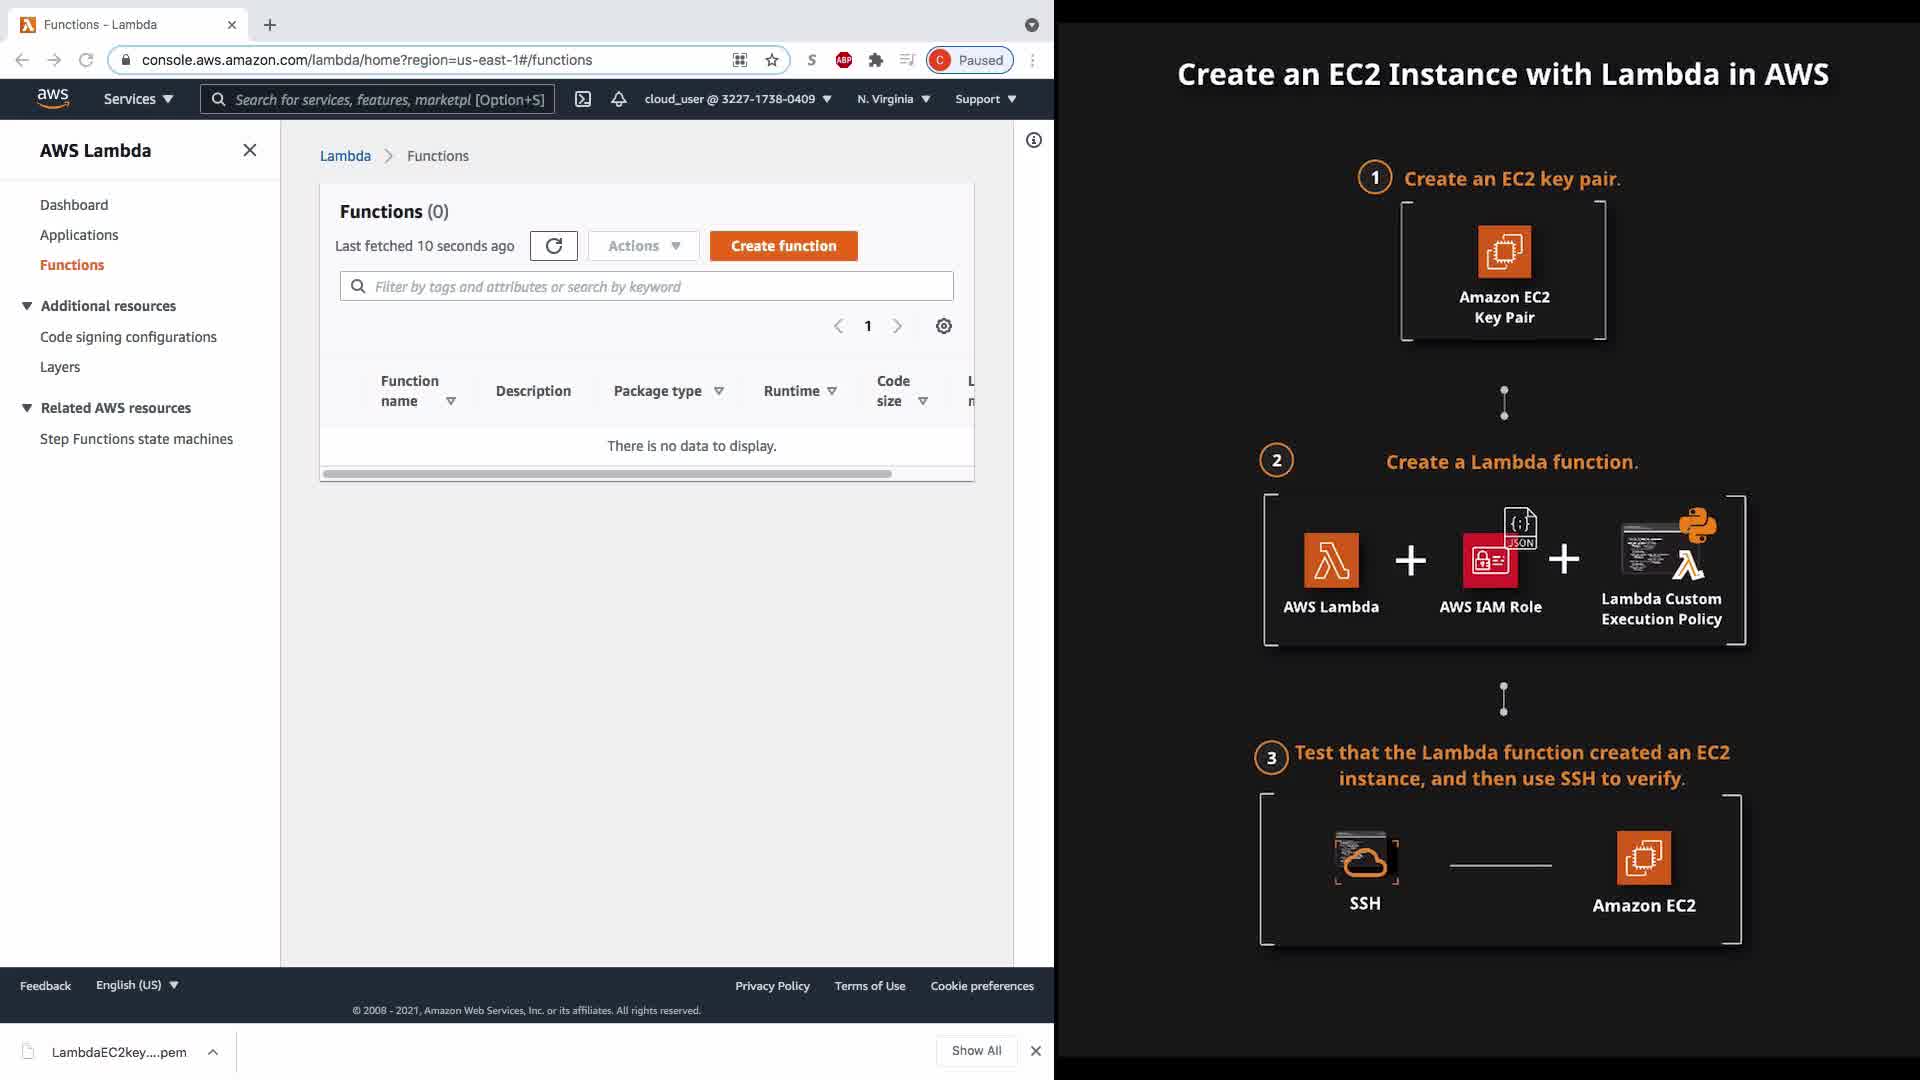 Functions - Lambda
console.aws.amazon.com/lambda/home?region=us-east-1#/functions
S
ABP
C Paused
aws
Services
Search for services, features, marketpl [Option+S]
cloud_user @ 3227-1738-0409
N. Virginia
Support
AWS Lambda
Dashboard
Applications
Functions
Additional resources
Code signing configurations
Layers
Related AWS resources
Step Functions state machines
Lambda
Functions
Functions (0)
Last fetched 10 seconds ago
Actions
Create function
Filter by tags and attributes or search by keyword
1
Function
name
Description
Package type
Runtime
Code
size
There is no data to display.
Feedback
English (US)
Privacy Policy
Terms of Use
Cookie preferences
© 2008 - 2021, Amazon Web Services, Inc. or its affiliates. All rights reserved.
LambdaEC2key....pem
Show All
Create an EC2 Instance with Lambda in AWS
1 Create an EC2 key pair.
Amazon EC2
Key Pair
2 Create a Lambda function.
JSON
AWS Lambda
AWS IAM Role
Lambda Custom
Execution Policy
3 Test that the Lambda function created an EC2
instance, and then use SSH to verify.
SSH
Amazon EC2